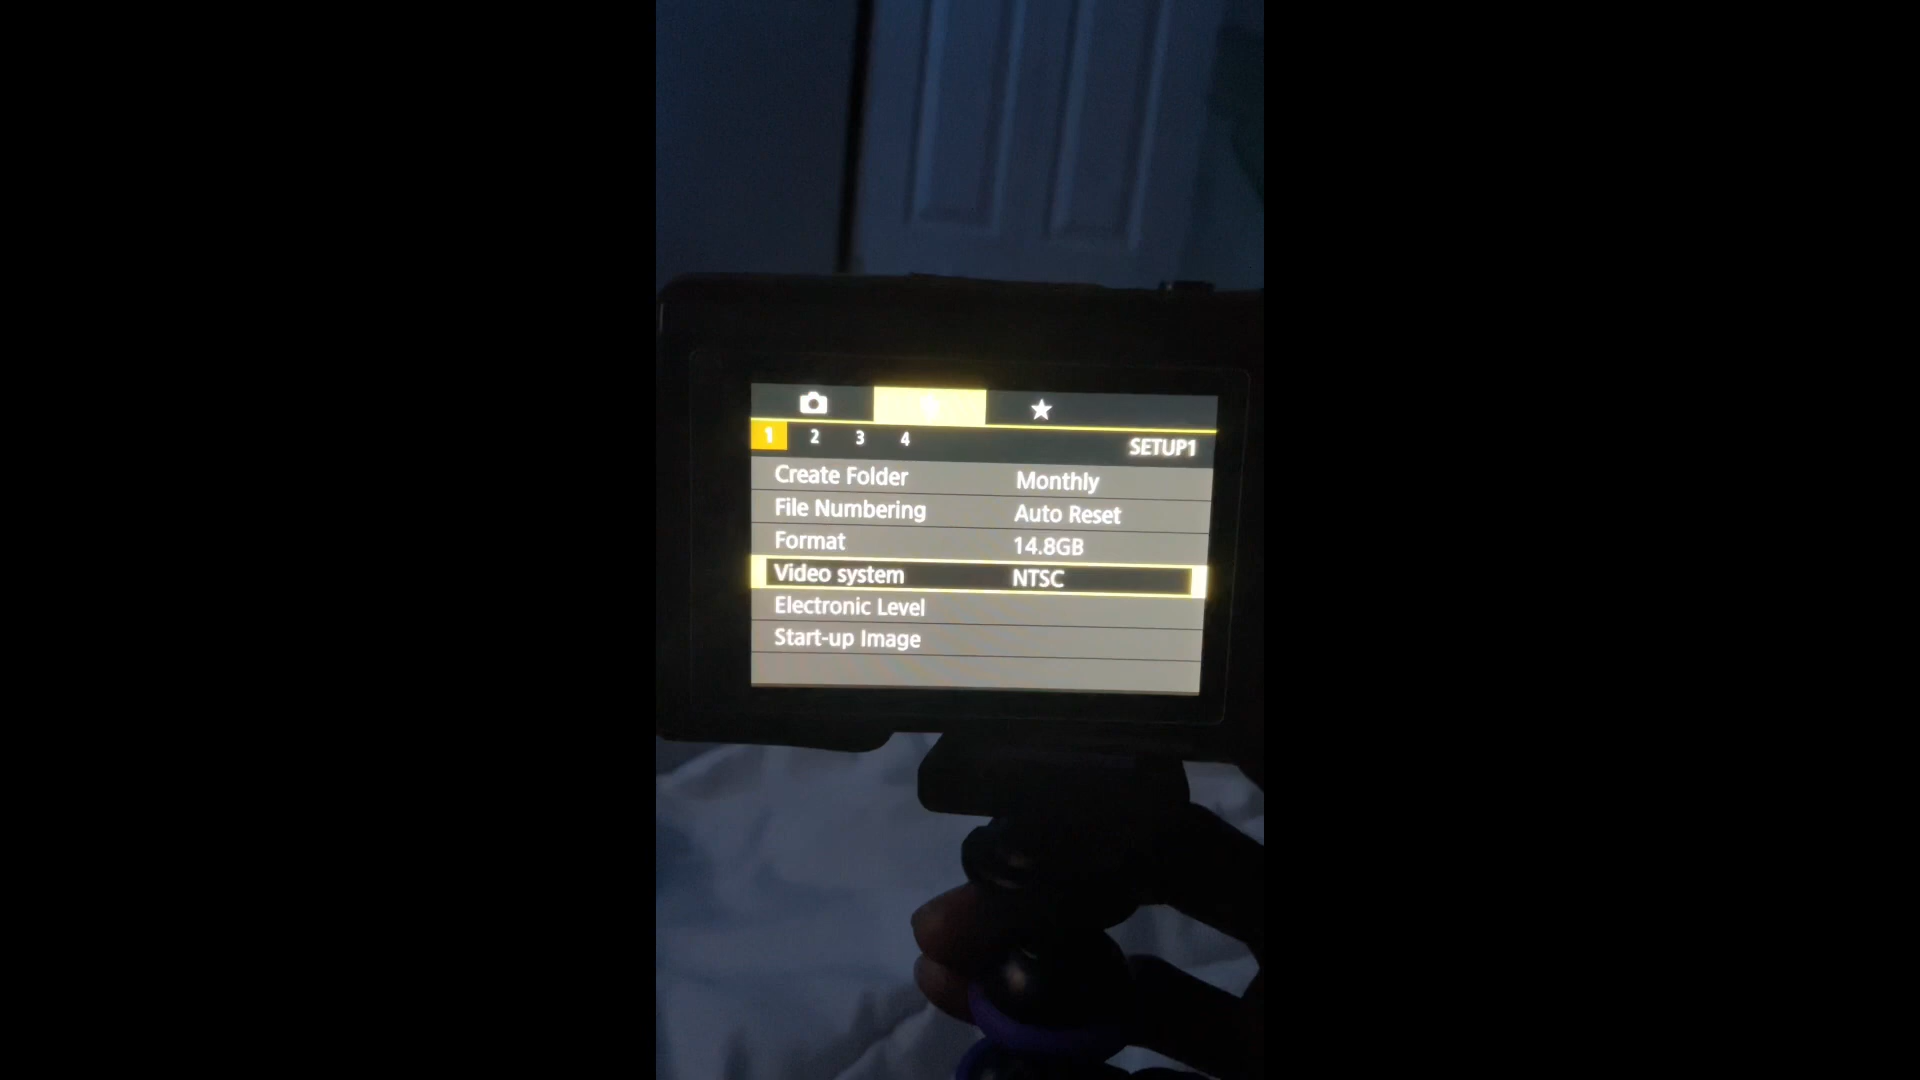 1 2 3 4 SETUP1
Create Folder Monthly
File Numbering Auto Reset
Format 14.8GB
Video system NTSC
Electronic Level
Start-up Image